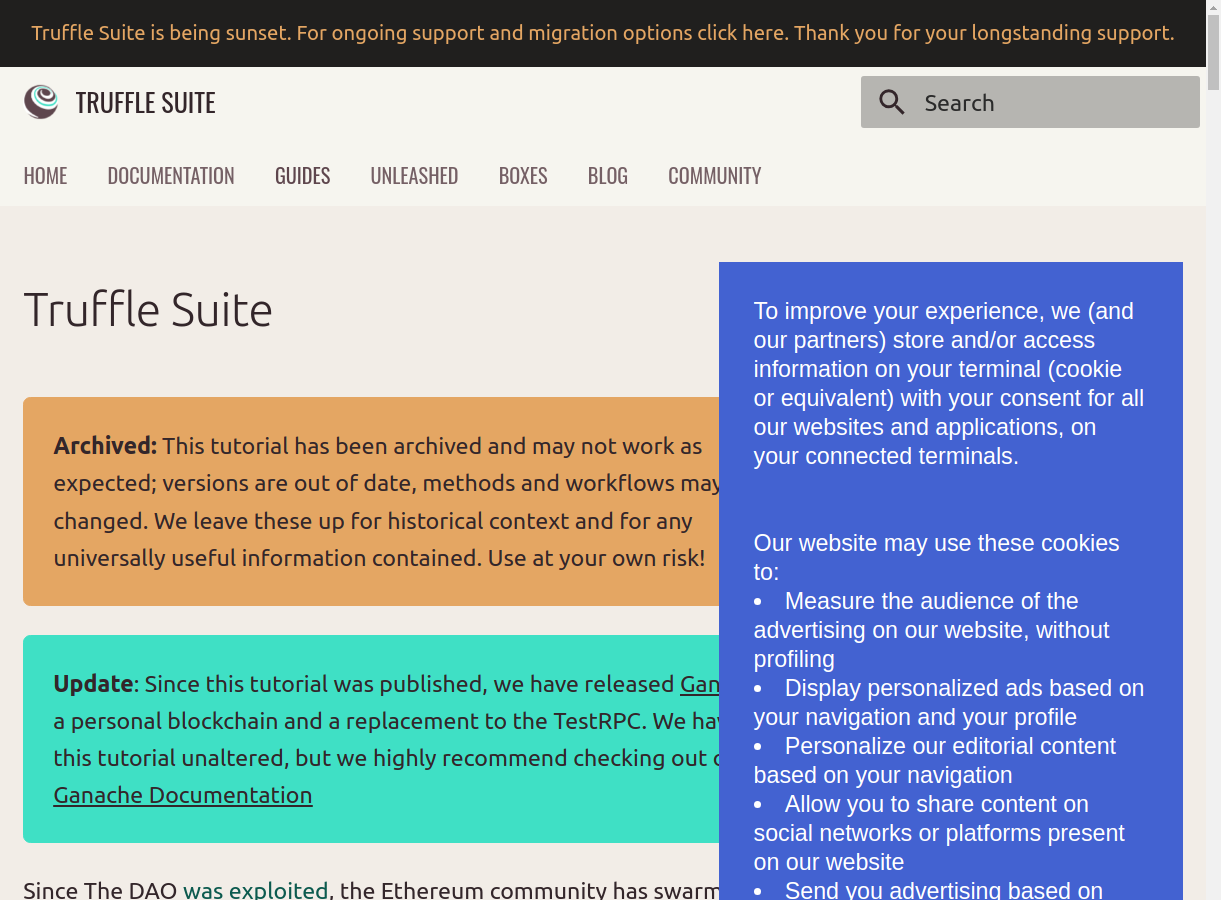 Truffle Suite is being sunset. For ongoing support and migration options click here. Thank you for your longstanding support.
TRUFFLE SUITE
Search
HOME
DOCUMENTATION
GUIDES
UNLEASHED
BOXES
BLOG
COMMUNITY
Truffle Suite
Archived: This tutorial has been archived and may not work as
expected; versions are out of date, methods and workflows may
changed. We leave these up for historical context and for any
universally useful information contained. Use at your own risk!
Update: Since this tutorial was published, we have released
a personal blockchain and a replacement to the TestRPC. We
this tutorial unaltered, but we highly recommend checking out
Ganache Documentation
Since The DAO was exploited, the Ethereum community has
To improve your experience, we (and
our partners) store and/or access
information on your terminal (cookie
or equivalent) with your consent for all
our websites and applications, on
your connected terminals.
Our website may use these cookies
to:
• Measure the audience of the
advertising on our website, without
profiling
• Display personalized ads based on
your navigation and your profile
• Personalize our editorial content
based on your navigation
• Allow you to share content on
social networks or platforms present
on our website
• Send you advertising based on